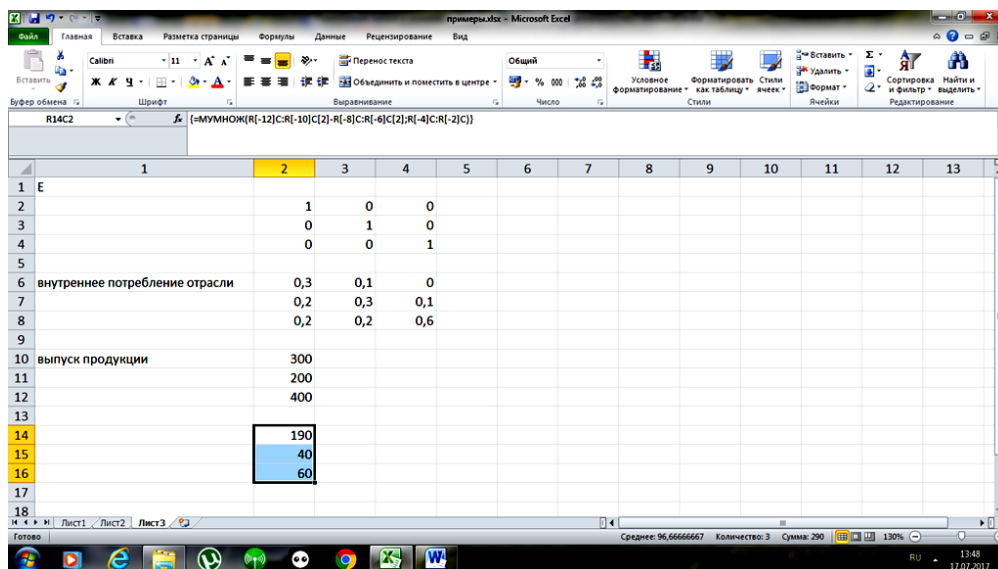 примеры.xlsx - Microsoft Excel
Файл Главная Вставка Разметка страницы Формулы Данные Рецензирование Вид
Вставить
Буфер обмена
Calibri 11
Ж К Ч
Шрифт
Перенос текста
Объединить и поместить в центре
Выравнивание
Общий
% 000
Число
Условное форматирование
Форматировать как таблицу
Стили ячеек
Стили
Вставить
Удалить
Формат
Ячейки
Сортировка и фильтр
Найти и выделить
Редактирование
R14C2 fx {=МУМНОЖ(R[-12]C:R[-10]C[2]-R[-8]C:R[-6]C[2];R[-4]C:R[-2]C)}
1 2 3 4 5 6 7 8 9 10 11 12 13
1 E
2 1 0 0
3 0 1 0
4 0 0 1
5
6 внутреннее потребление отрасли 0,3 0,1 0
7 0,2 0,3 0,1
8 0,2 0,2 0,6
9
10 выпуск продукции 300
11 200
12 400
13
14 190
15 40
16 60
17
18
Лист1 Лист2 Лист3
Готово Среднее: 96,66666667 Количество: 3 Сумма: 290 130%
RU 13:48
17.07.2017